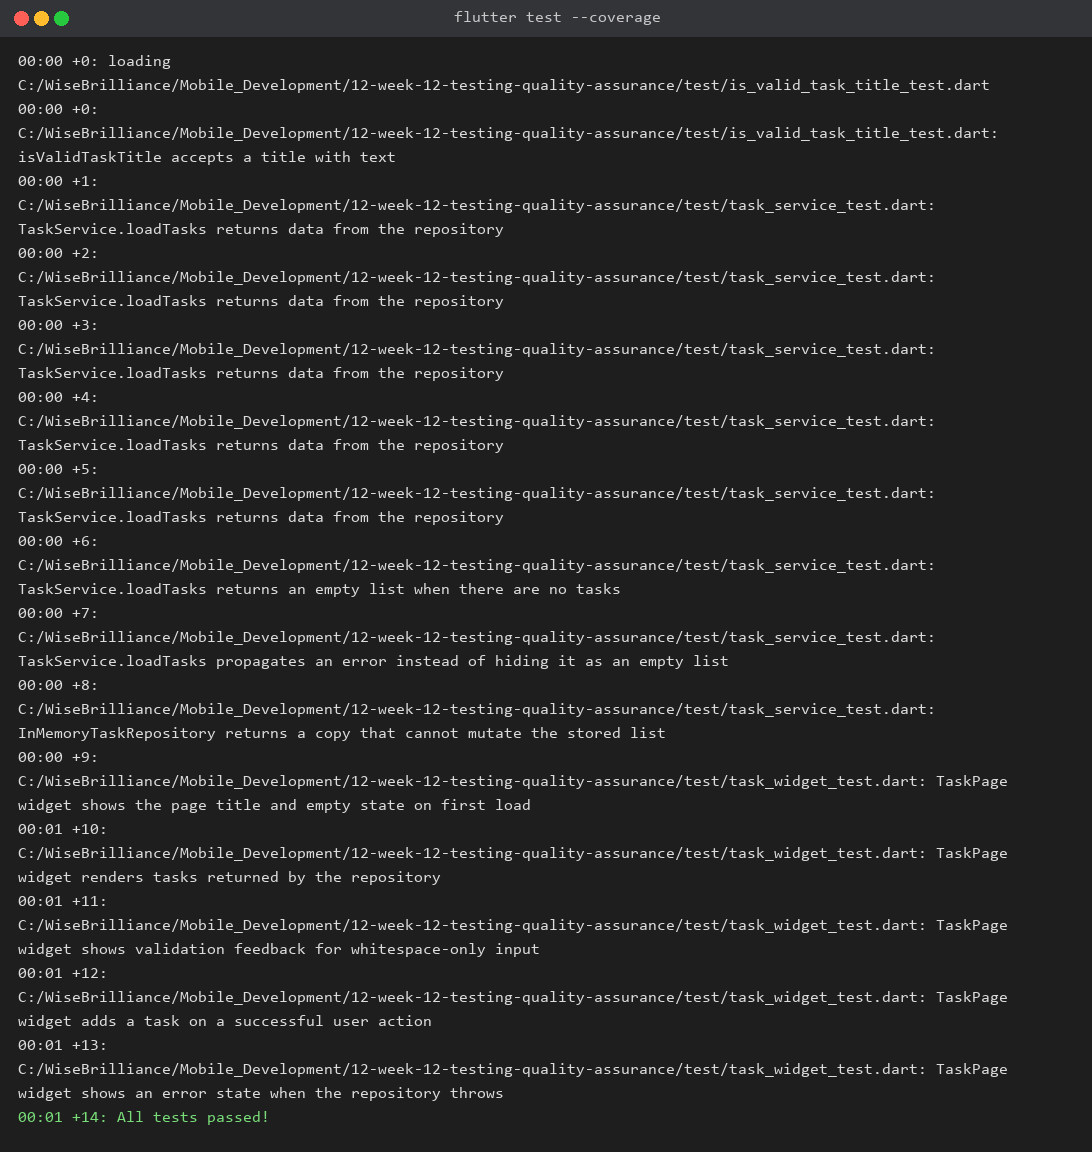 flutter test --coverage
00:00 +0: loading
C:/WiseBrilliance/Mobile_Development/12-week-12-testing-quality-assurance/test/is_valid_task_title_test.dart
00:00 +0:
C:/WiseBrilliance/Mobile_Development/12-week-12-testing-quality-assurance/test/is_valid_task_title_test.dart:
isValidTaskTitle accepts a title with text
00:00 +1:
C:/WiseBrilliance/Mobile_Development/12-week-12-testing-quality-assurance/test/task_service_test.dart:
TaskService.loadTasks returns data from the repository
00:00 +2:
C:/WiseBrilliance/Mobile_Development/12-week-12-testing-quality-assurance/test/task_service_test.dart:
TaskService.loadTasks returns data from the repository
00:00 +3:
C:/WiseBrilliance/Mobile_Development/12-week-12-testing-quality-assurance/test/task_service_test.dart:
TaskService.loadTasks returns data from the repository
00:00 +4:
C:/WiseBrilliance/Mobile_Development/12-week-12-testing-quality-assurance/test/task_service_test.dart:
TaskService.loadTasks returns data from the repository
00:00 +5:
C:/WiseBrilliance/Mobile_Development/12-week-12-testing-quality-assurance/test/task_service_test.dart:
TaskService.loadTasks returns data from the repository
00:00 +6:
C:/WiseBrilliance/Mobile_Development/12-week-12-testing-quality-assurance/test/task_service_test.dart:
TaskService.loadTasks returns an empty list when there are no tasks
00:00 +7:
C:/WiseBrilliance/Mobile_Development/12-week-12-testing-quality-assurance/test/task_service_test.dart:
TaskService.loadTasks propagates an error instead of hiding it as an empty list
00:00 +8:
C:/WiseBrilliance/Mobile_Development/12-week-12-testing-quality-assurance/test/task_service_test.dart:
InMemoryTaskRepository returns a copy that cannot mutate the stored list
00:00 +9:
C:/WiseBrilliance/Mobile_Development/12-week-12-testing-quality-assurance/test/task_widget_test.dart: TaskPage
widget shows the page title and empty state on first load
00:01 +10:
C:/WiseBrilliance/Mobile_Development/12-week-12-testing-quality-assurance/test/task_widget_test.dart: TaskPage
widget renders tasks returned by the repository
00:01 +11:
C:/WiseBrilliance/Mobile_Development/12-week-12-testing-quality-assurance/test/task_widget_test.dart: TaskPage
widget shows validation feedback for whitespace-only input
00:01 +12:
C:/WiseBrilliance/Mobile_Development/12-week-12-testing-quality-assurance/test/task_widget_test.dart: TaskPage
widget adds a task on a successful user action
00:01 +13:
C:/WiseBrilliance/Mobile_Development/12-week-12-testing-quality-assurance/test/task_widget_test.dart: TaskPage
widget shows an error state when the repository throws
00:01 +14: All tests passed!